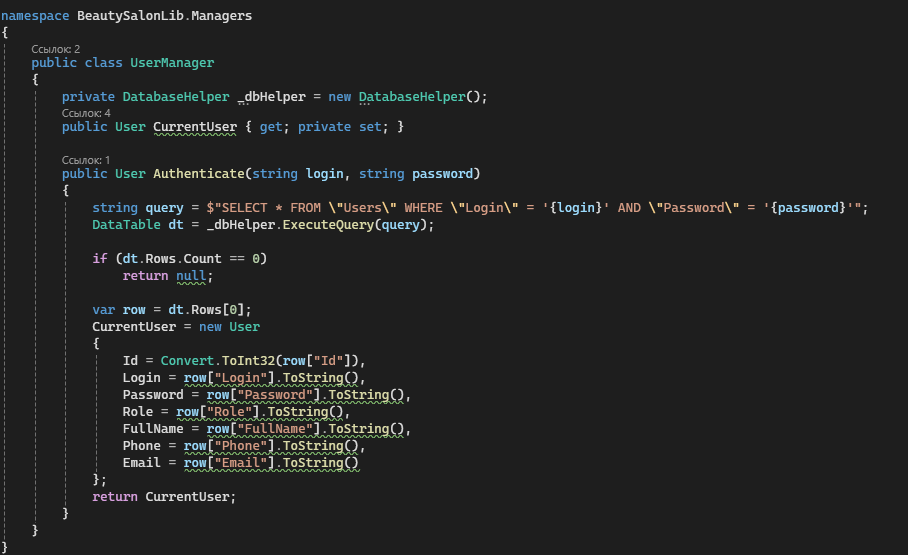 namespace BeautySalonLib.Managers
{
Ссылок: 2
public class UserManager
{
private DatabaseHelper _dbHelper = new DatabaseHelper();
Ссылок: 4
public User CurrentUser { get; private set; }
Ссылок: 1
public User Authenticate(string login, string password)
{
string query = $"SELECT * FROM \"Users\" WHERE \"Login\" = '{login}' AND \"Password\" = '{password}'";
DataTable dt = _dbHelper.ExecuteQuery(query);
if (dt.Rows.Count == 0)
return null;
var row = dt.Rows[0];
CurrentUser = new User
{
Id = Convert.ToInt32(row["Id"]),
Login = row["Login"].ToString(),
Password = row["Password"].ToString(),
Role = row["Role"].ToString(),
FullName = row["FullName"].ToString(),
Phone = row["Phone"].ToString(),
Email = row["Email"].ToString()
};
return CurrentUser;
}
}
}